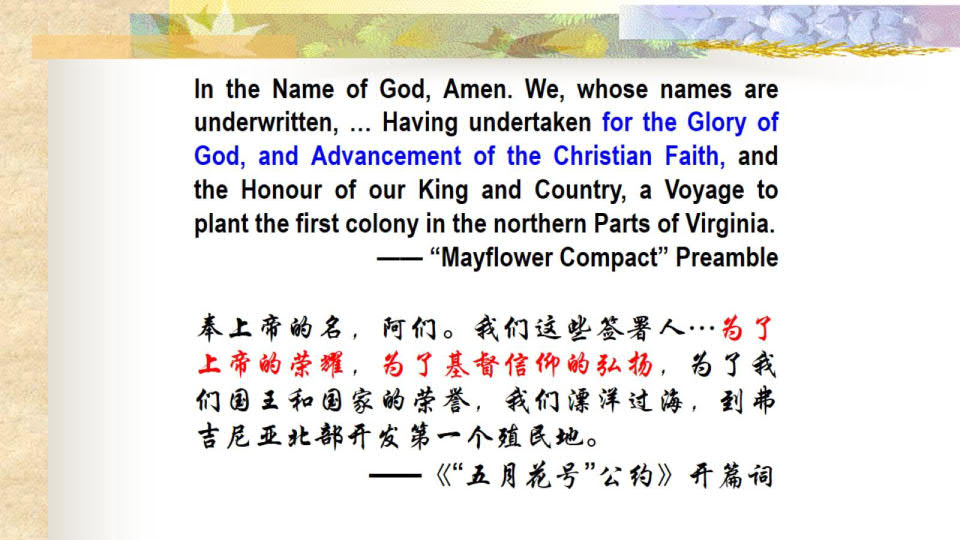 In the Name of God, Amen. We, whose names are
underwritten, … Having undertaken for the Glory of
God, and Advancement of the Christian Faith, and
the Honour of our King and Country, a Voyage to
plant the first colony in the northern Parts of Virginia.
—— “Mayflower Compact” Preamble
奉上帝的名，阿们。我们这些签署人…为了
上帝的荣耀，为了基督信仰的弘扬，为了我
们国王和国家的荣誉，我们漂洋过海，到弗
吉尼亚北部开发第一个殖民地。
——《“五月花号”公约》开篇词